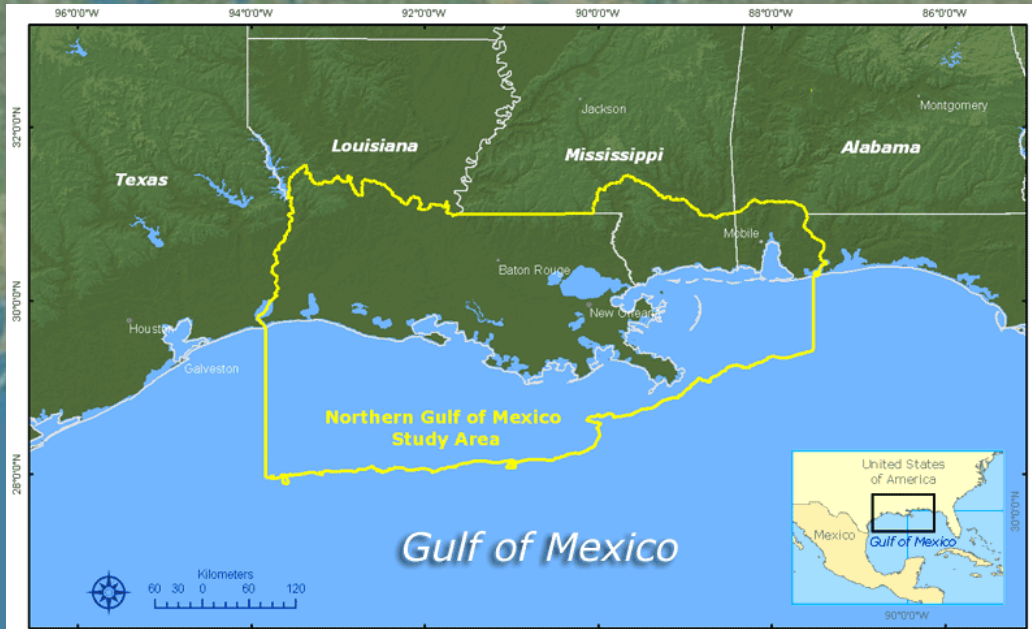 96°0'0"W
94°0'0"W
92°0'0"W
90°0'0"W
88°0'0"W
86°0'0"W
32°0'0"N
30°0'0"N
28°0'0"N
Jackson
Montgomery
Louisiana
Mississippi
Alabama
Texas
Mobile
Baton Rouge
New Orleans
Houston
Galveston
Northern Gulf of Mexico
Study Area
Gulf of Mexico
Kilometers
60 30 0 60 120
United States
of America
Mexico
Gulf of Mexico
30°0'0"N
90°0'0"W